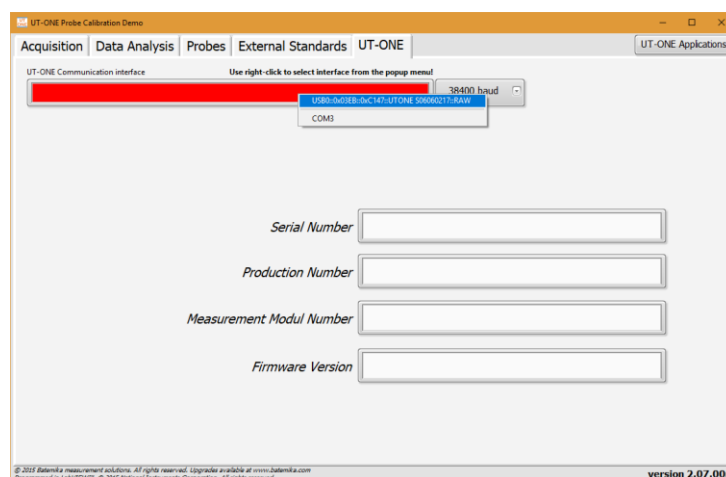 UT-ONE Probe Calibration Demo
Acquisition Data Analysis Probes External Standards UT-ONE UT-ONE Applications
UT-ONE Communication interface Use right-click to select interface from the popup menu!
38400 baud
USB0::0x03EB::0xC147::UTONE S06060217::RAW
COM3
Serial Number
Production Number
Measurement Modul Number
Firmware Version
© 2015 Batemika measurement solutions. All rights reserved. Upgrades available at www.batemika.com
version 2.07.00